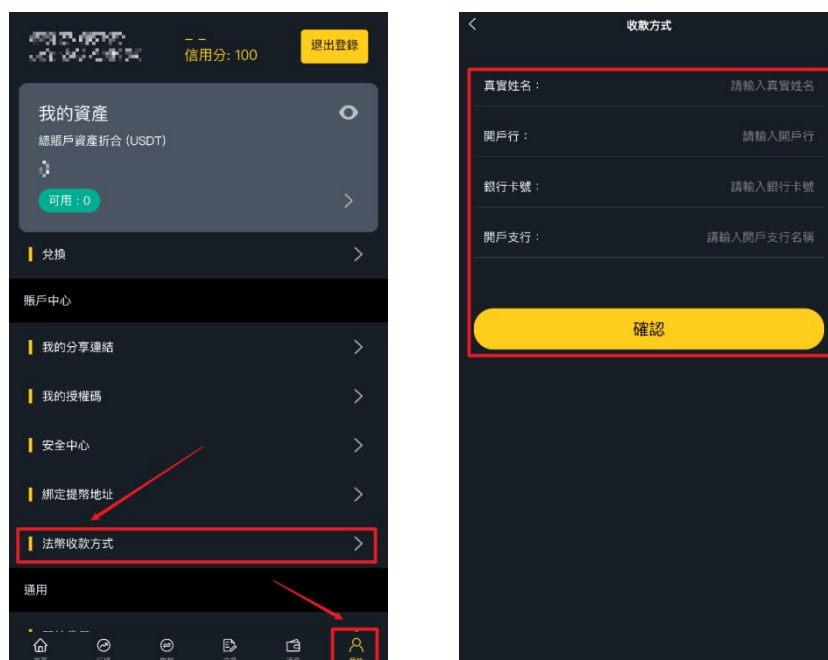 信用分: 100
退出登錄
我的資產
總賬戶資產折合 (USDT)
可用：0
兌換
賬戶中心
我的分享連結
我的授權碼
安全中心
綁定提幣地址
法幣收款方式
通用
收款方式
真實姓名：
請輸入真實姓名
開戶行：
請輸入開戶行
銀行卡號：
請輸入銀行卡號
開戶支行：
請輸入開戶支行名稱
確認